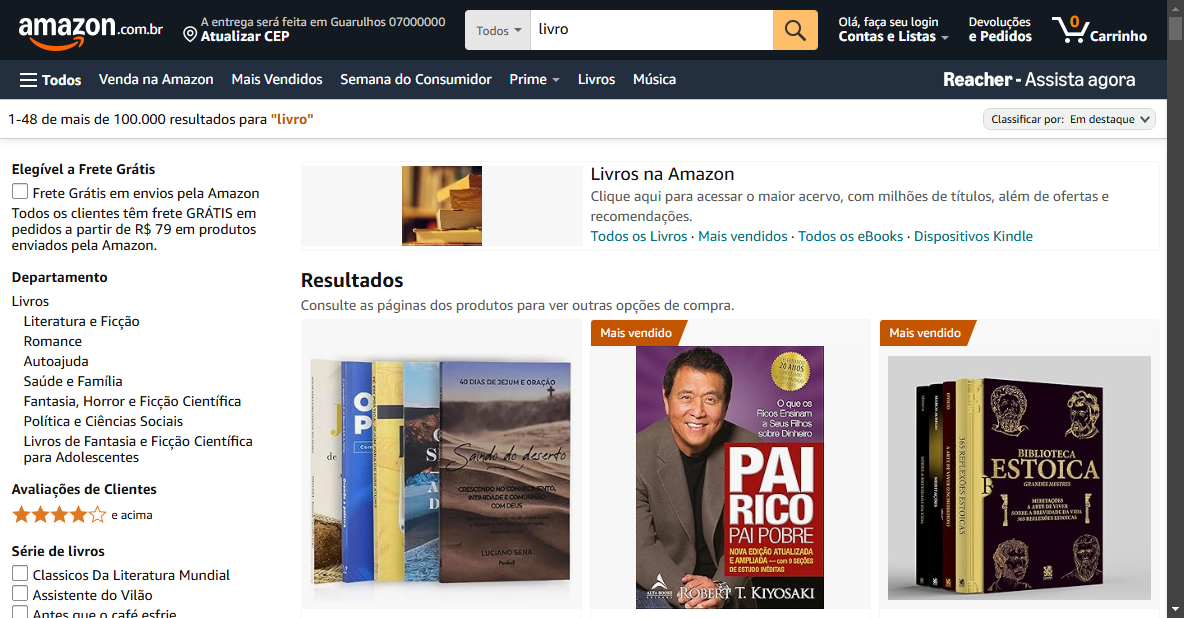 amazon.com.br
A entrega será feita em Guarulhos 07000000
Atualizar CEP
Todos
livro
Olá, faça seu login
Contas e Listas
Devoluções
e Pedidos
0
Carrinho
Todos
Venda na Amazon
Mais Vendidos
Semana do Consumidor
Prime
Livros
Música
Reacher - Assista agora
1-48 de mais de 100.000 resultados para "livro"
Classificar por: Em destaque
Elegível a Frete Grátis
Frete Grátis em envios pela Amazon
Todos os clientes têm frete GRÁTIS em
pedidos a partir de R$ 79 em produtos
enviados pela Amazon.
Departamento
Livros
Literatura e Ficção
Romance
Autoajuda
Saúde e Família
Fantasia, Horror e Ficção Científica
Política e Ciências Sociais
Livros de Fantasia e Ficção Científica
para Adolescentes
Avaliações de Clientes
e acima
Série de livros
Classicos Da Literatura Mundial
Assistente do Vilão
Antes que o café esfrie
Livros na Amazon
Clique aqui para acessar o maior acervo, com milhões de títulos, além de ofertas e
recomendações.
Todos os Livros · Mais vendidos · Todos os eBooks · Dispositivos Kindle
Resultados
Consulte as páginas dos produtos para ver outras opções de compra.
40 DIAS DE JEJUM E ORAÇÃO
Saindo do deserto
CRESCENDO NO CONHECIMENTO,
INTIMIDADE E COMUNHÃO
COM DEUS
LUCIANO SENA
Mais vendido
20 ANOS
O que os
Ricos Ensinam
a Seus Filhos
sobre Dinheiro
PAI
RICO
PAI POBRE
NOVA EDIÇÃO ATUALIZADA
E AMPLIADA — com 9 SEÇÕES
DE ESTUDO INÉDITAS
ALTA BOOKS
ROBERT T. KIYOSAKI
Mais vendido
365 REFLEXÕES ESTOICAS
BIBLIOTECA
ESTOICA
GRANDES MESTRES
MEDITAÇÕES
A ARTE DE VIVER
SOBRE A BREVIDADE DA VIDA
365 REFLEXÕES ESTOICAS